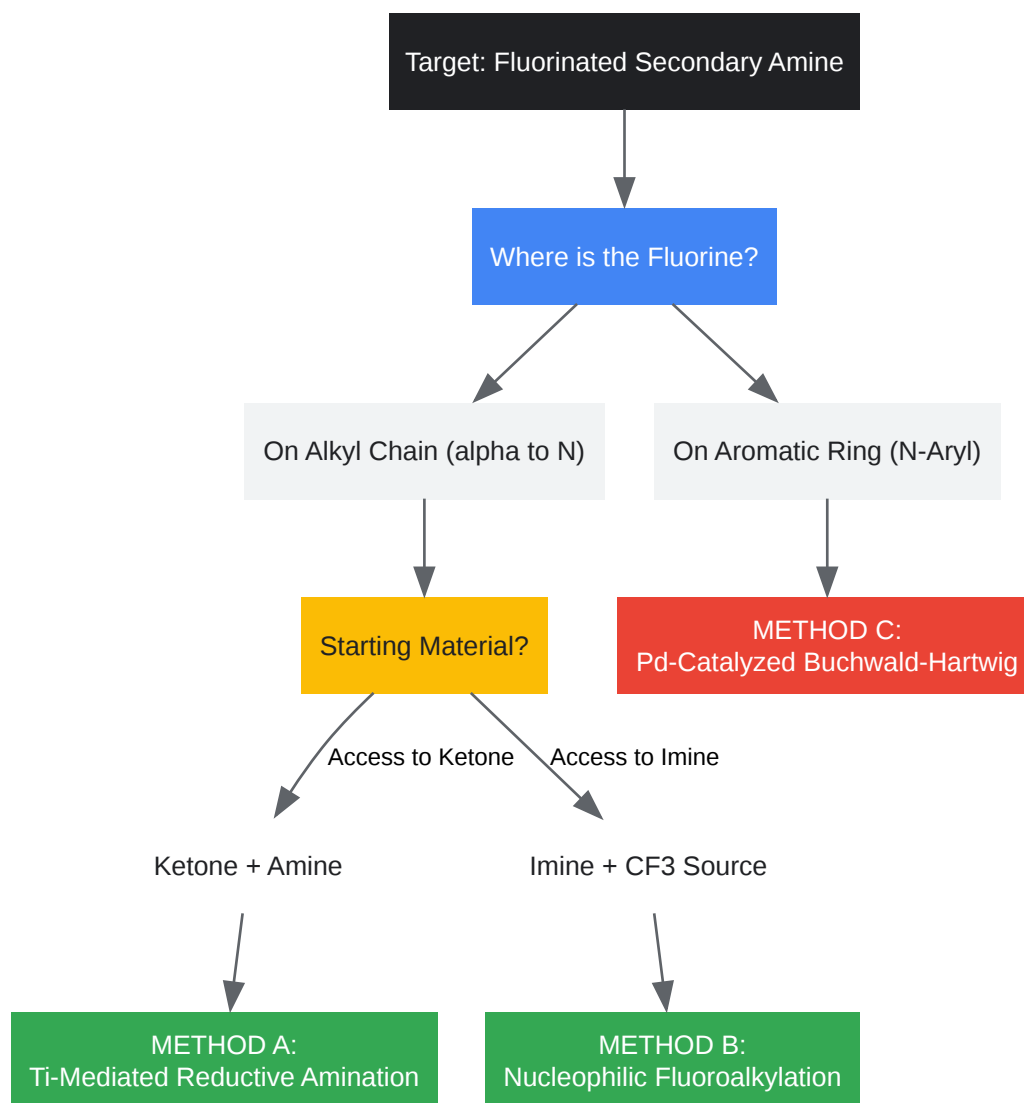 Target: Fluorinated Secondary Amine
Where is the Fluorine?
On Alkyl Chain (alpha to N)
On Aromatic Ring (N-Aryl)
Starting Material?
METHOD C:
Pd-Catalyzed Buchwald-Hartwig
Access to Ketone
Access to Imine
Ketone + Amine
Imine + CF3 Source
METHOD A:
Ti-Mediated Reductive Amination
METHOD B:
Nucleophilic Fluoroalkylation